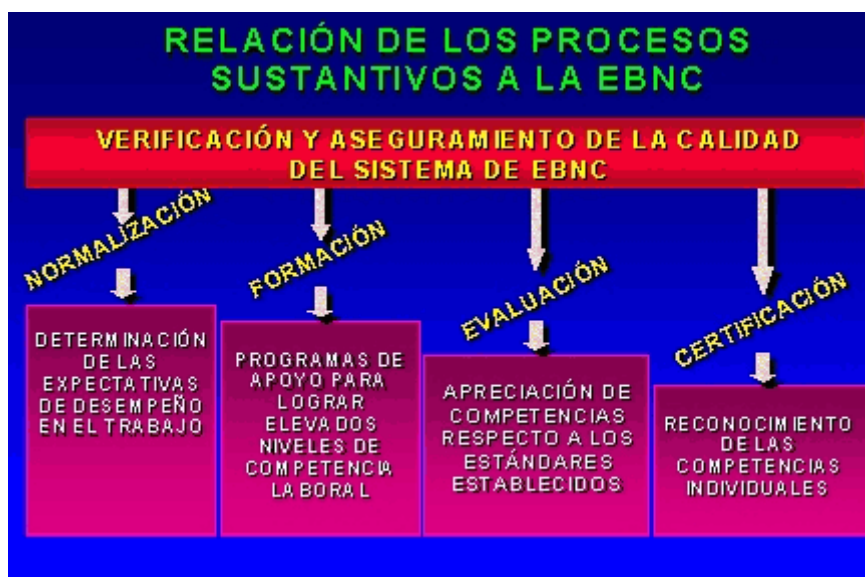 RELACIÓN DE LOS PROCESOS
SUSTANTIVOS A LA EBNC
VERIFICACIÓN Y ASEGURAMIENTO DE LA CALIDAD
DEL SISTEMA DE EBNC
NORMALIZACIÓN
DETERMINACIÓN
DE LAS
EXPECTATIVAS
DE DESEMPEÑO
EN EL TRABAJO
FORMACIÓN
PROGRAMAS DE
APOYO PARA
LOGRAR
ELEVADOS
NIVELES DE
COMPETENCIA
LABORAL
EVALUACIÓN
APRECIACIÓN DE
COMPETENCIAS
RESPECTO A LOS
ESTÁNDARES
ESTABLECIDOS
CERTIFICACIÓN
RECONOCIMIENTO
DE LAS
COMPETENCIAS
INDIVIDUALES